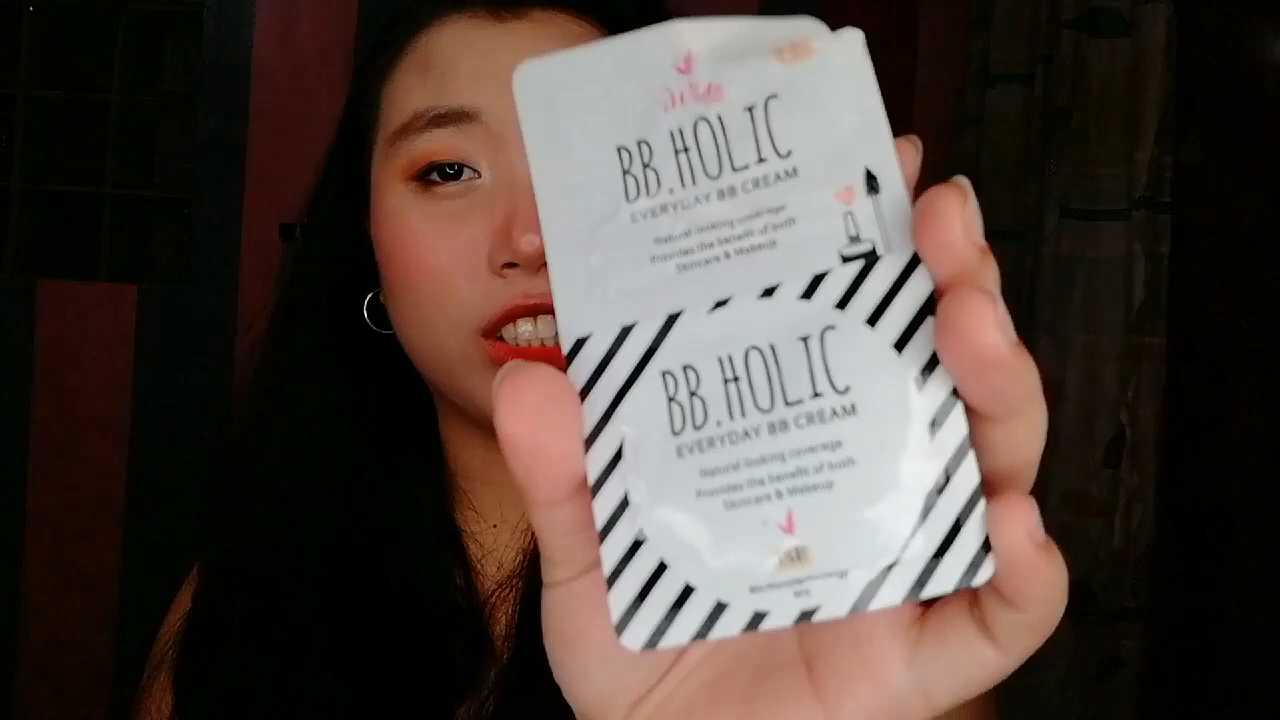 BB.HOLIC
EVERYDAY BB CREAM
Natural looking coverage
Provides the benefit of both
Skincare & Makeup
BB.HOLIC
EVERYDAY BB CREAM
Natural looking coverage
Provides the benefit of both
Skincare & Makeup